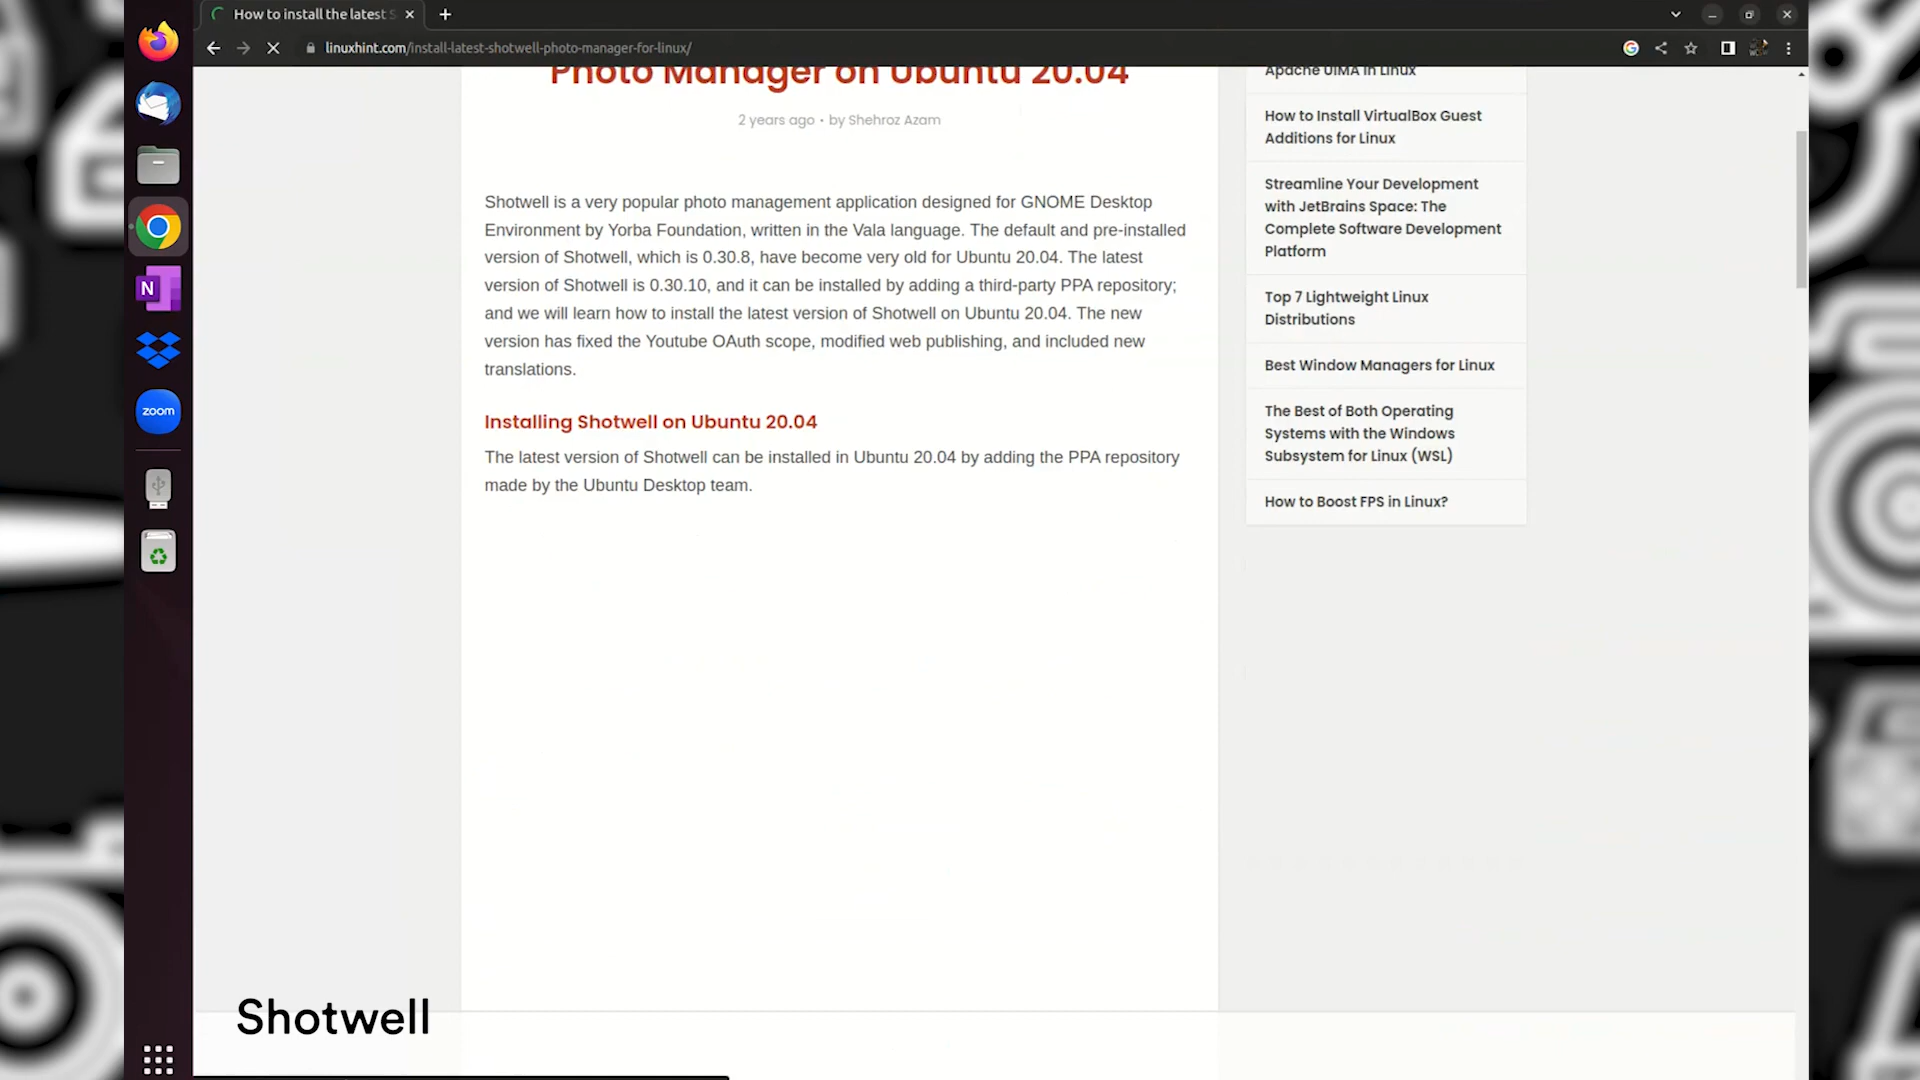 How to install the latest S
linuxhint.com/install-latest-shotwell-photo-manager-for-linux/
Photo Manager on Ubuntu 20.04
2 years ago • by Shehroz Azam
Shotwell is a very popular photo management application designed for GNOME Desktop
Environment by Yorba Foundation, written in the Vala language. The default and pre-installed
version of Shotwell, which is 0.30.8, have become very old for Ubuntu 20.04. The latest
version of Shotwell is 0.30.10, and it can be installed by adding a third-party PPA repository;
and we will learn how to install the latest version of Shotwell on Ubuntu 20.04. The new
version has fixed the Youtube OAuth scope, modified web publishing, and included new
translations.
Installing Shotwell on Ubuntu 20.04
The latest version of Shotwell can be installed in Ubuntu 20.04 by adding the PPA repository
made by the Ubuntu Desktop team.
Apache UIMA in Linux
How to Install VirtualBox Guest
Additions for Linux
Streamline Your Development
with JetBrains Space: The
Complete Software Development
Platform
Top 7 Lightweight Linux
Distributions
Best Window Managers for Linux
The Best of Both Operating
Systems with the Windows
Subsystem for Linux (WSL)
How to Boost FPS in Linux?
N
zoom
Shotwell